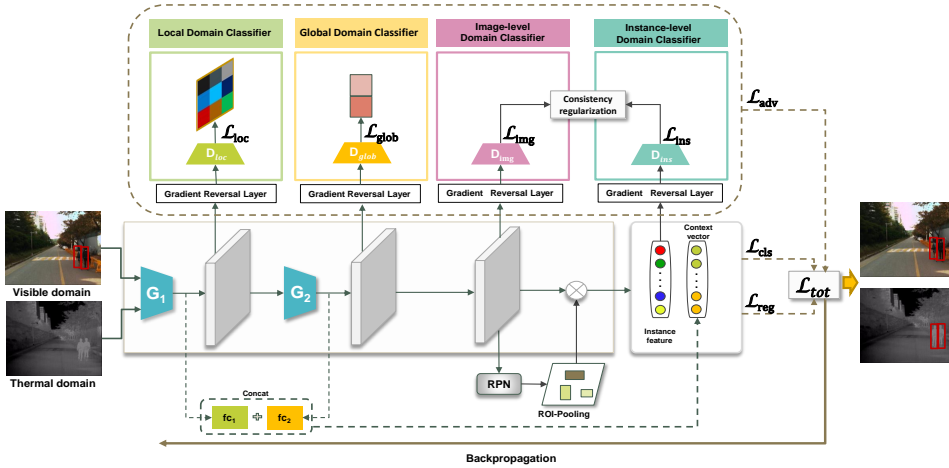 Local Domain Classifier
Global Domain Classifier
Image-level
Domain Classifier
Instance-level
Domain Classifier
Consistency
regularization
ℒadv
ℒloc
ℒglob
ℒimg
ℒins
Dloc
Dglob
Dimg
Dins
Gradient Reversal Layer
Gradient Reversal Layer
Gradient Reversal Layer
Gradient Reversal Layer
Context
vector
ℒcls
Visible domain
G1
G2
ℒtot
ℒreg
Instance
feature
Thermal domain
RPN
ROI-Pooling
Concat
fc1 + fc2
Backpropagation